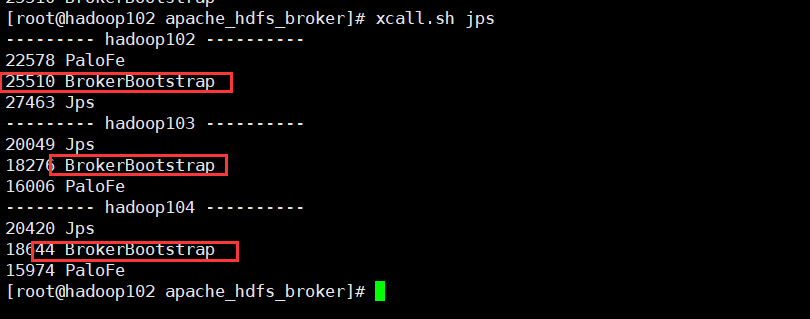 [root@hadoop102 apache_hdfs_broker]# xcall.sh jps
--------- hadoop102 ----------
22578 PaloFe
25510 BrokerBootstrap
27463 Jps
--------- hadoop103 ----------
20049 Jps
18276 BrokerBootstrap
16006 PaloFe
--------- hadoop104 ----------
20420 Jps
18644 BrokerBootstrap
15974 PaloFe
[root@hadoop102 apache_hdfs_broker]#